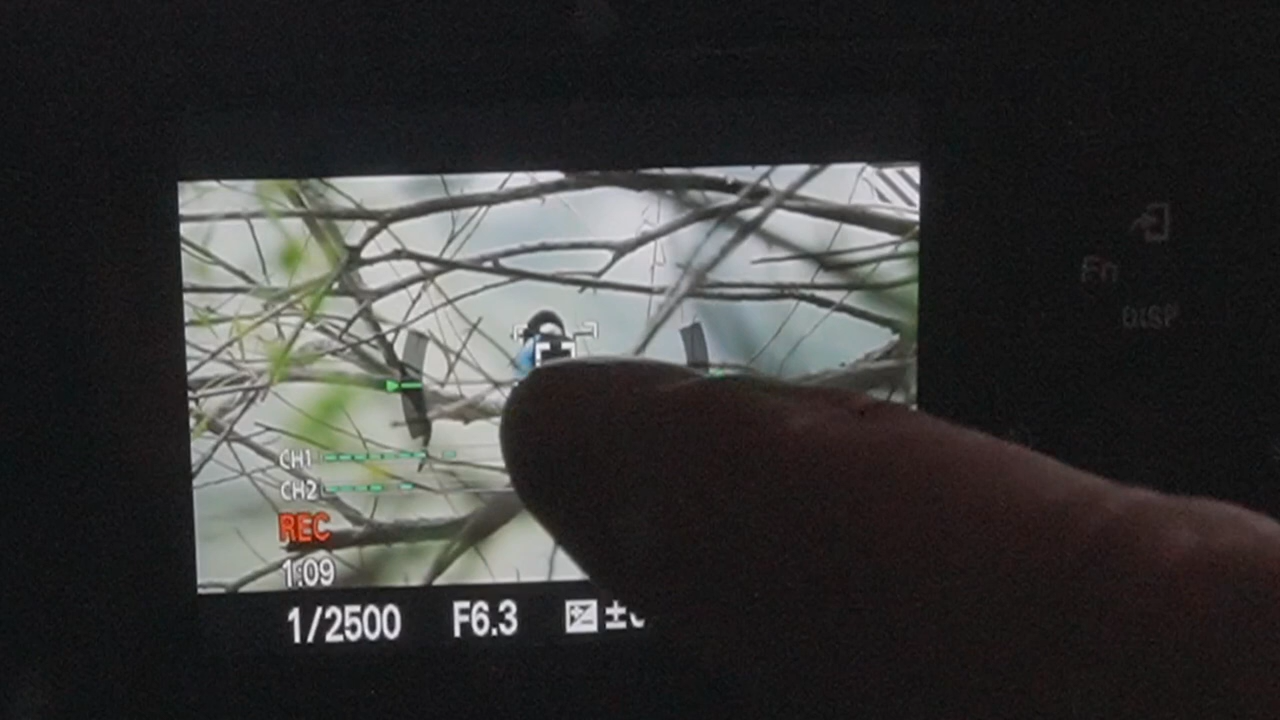 Fn
DISP
CH1
CH2
REC
1:09
1/2500 F6.3 ±